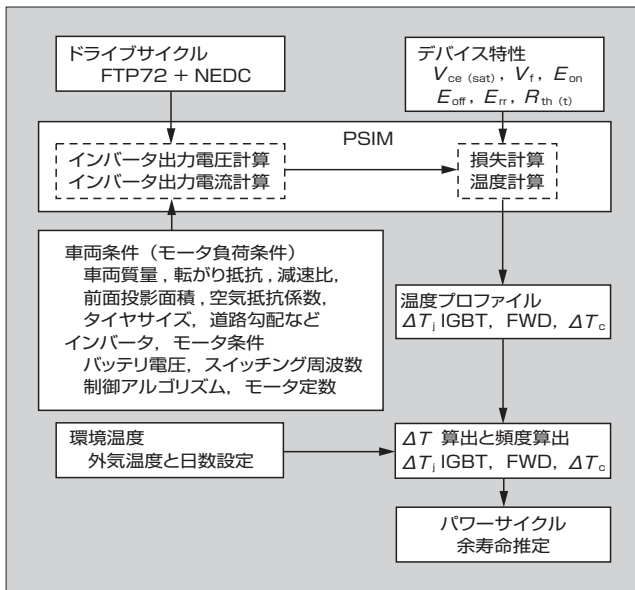 ドライブサイクル
FTP72 + NEDC
デバイス特性
Vce (sat), Vf, Eon
Eoff, Err, Rth (t)
PSIM
インバータ出力電圧計算
インバータ出力電流計算
損失計算
温度計算
車両条件（モータ負荷条件）
車両質量, 転がり抵抗, 減速比,
前面投影面積, 空気抵抗係数,
タイヤサイズ, 道路勾配など
インバータ, モータ条件
バッテリ電圧, スイッチング周波数
制御アルゴリズム, モータ定数
温度プロファイル
ΔTj IGBT, FWD, ΔTc
環境温度
外気温度と日数設定
ΔT 算出と頻度算出
ΔTj IGBT, FWD, ΔTc
パワーサイクル
余寿命推定